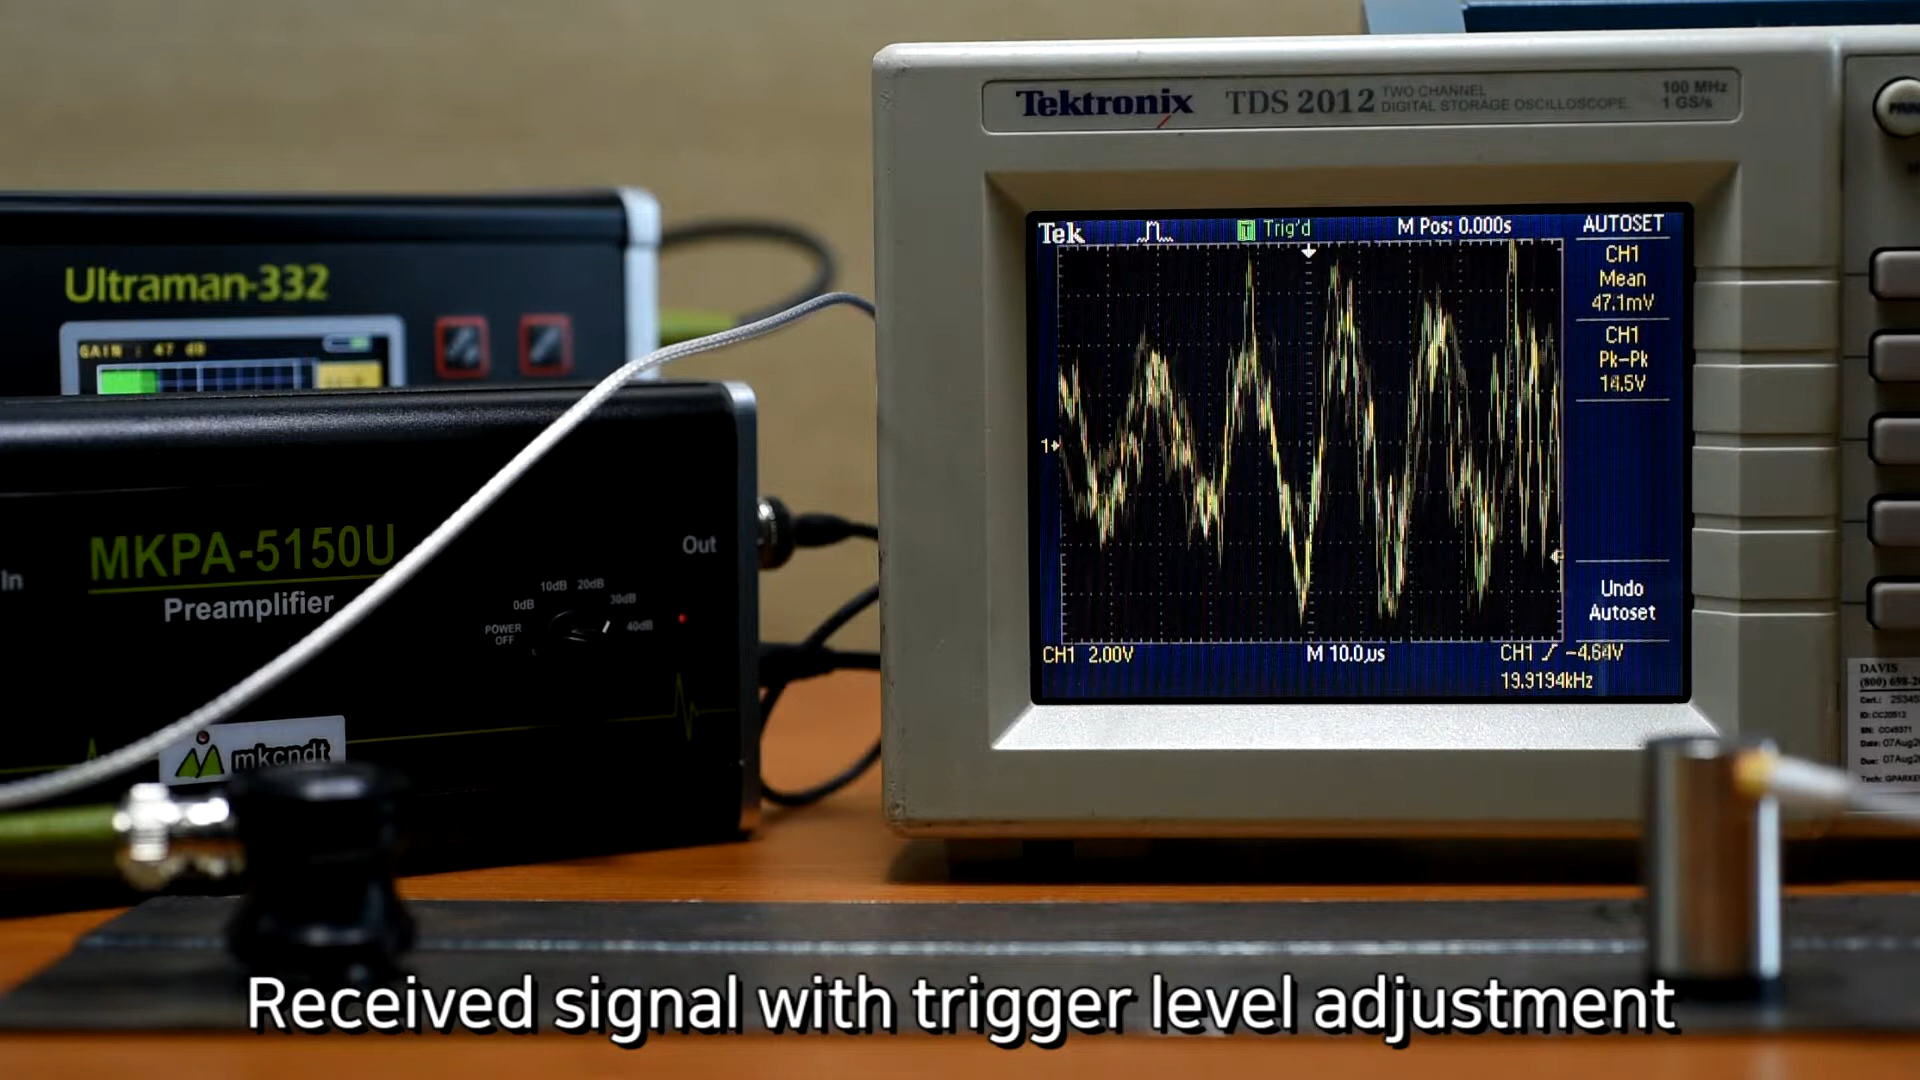 Tektronix TDS 2012 TWO CHANNEL DIGITAL STORAGE OSCILLOSCOPE 100 MHz 1 GS/s
Tek Trig'd M Pos: 0.000s AUTOSET
CH1
Mean
47.1mV
CH1
Pk-Pk
14.5V
1
Undo
Autoset
CH1 2.00V M 10.0µs CH1 -4.64V
19.9194kHz
Ultraman-332
GAIN : 47 dB
MKPA-5150U
Preamplifier
In
Out
POWER OFF 0dB 10dB 20dB 30dB 40dB
mkcndt
DAVIS
Received signal with trigger level adjustment